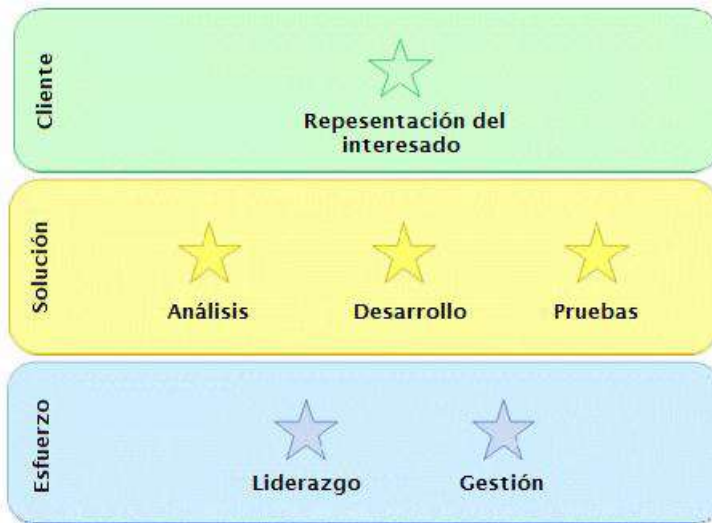 Cliente
Repesentación del
interesado
Solución
Análisis
Desarrollo
Pruebas
Esfuerzo
Liderazgo
Gestión